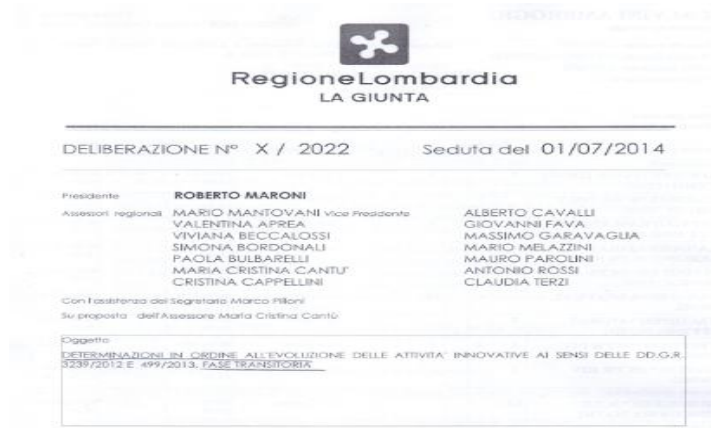 RegioneLombardia
LA GIUNTA
DELIBERAZIONE N° X / 2022 Seduta del 01/07/2014
Presidente ROBERTO MARONI
Assessori regionali MARIO MANTOVANI Vice Presidente ALBERTO CAVALLI
VALENTINA APREA GIOVANNI FAVA
VIVIANA BECCALOSSI MASSIMO GARAVAGLIA
SIMONA BORDONALI MARIO MELAZZINI
PAOLA BULBARELLI MAURO PAROLINI
MARIA CRISTINA CANTU' ANTONIO ROSSI
CRISTINA CAPPELLINI CLAUDIA TERZI
Con l'assistenza del Segretario Marco Pilloni
Su proposta dell'Assessore Maria Cristina Cantù
Oggetto
DETERMINAZIONI IN ORDINE ALL'EVOLUZIONE DELLE ATTIVITA' INNOVATIVE AI SENSI DELLE DD.G.R.
3239/2012 E 499/2013. FASE TRANSITORIA